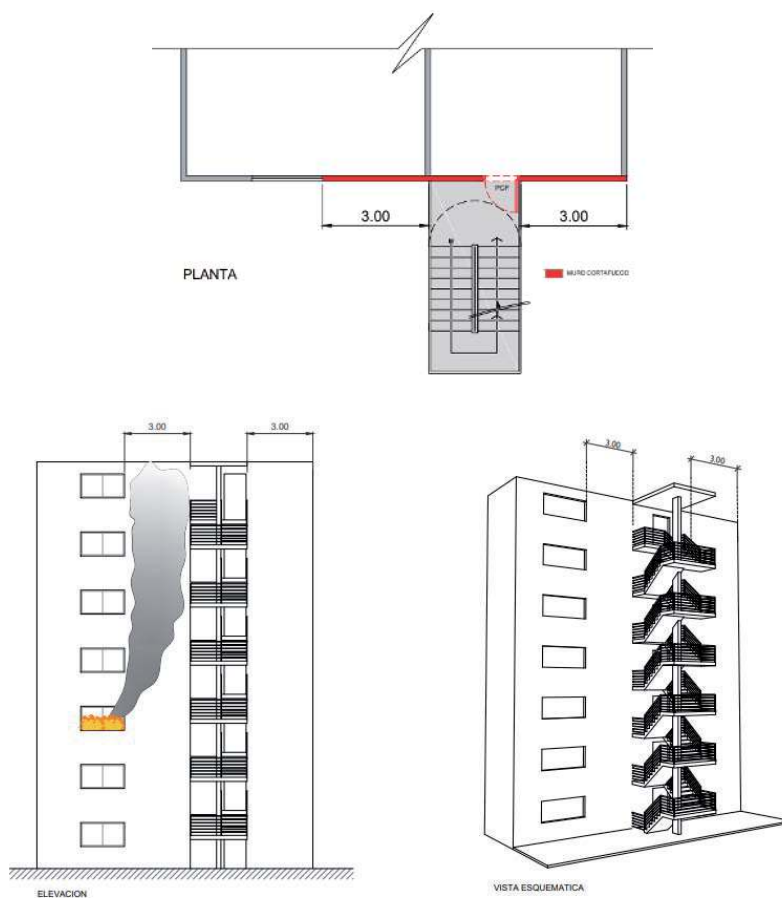 PCF
3.00
3.00
PLANTA
MURO CORTAFUEGO
3.00
3.00
ELEVACION
3.00
3.00
VISTA ESQUEMATICA